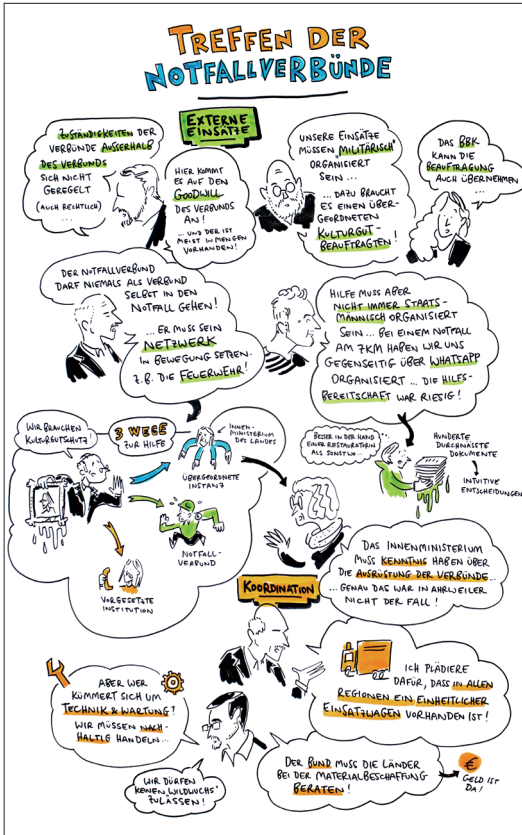 TREFFEN DER
NOTFALLVERBÜNDE
EXTERNE
EINSÄTZE
ZUSTÄNDIGKEITEN DER
VERBÜNDE AUSSERHALB
DES VERBUNDS
SICH NICHT
GEREGELT
(AUCH RECHTLICH)
...
HIER KOMMT
ES AUF DEN
GOODWILL
DES VERBUNDS
AN!
... UND DER IST
MEIST IN MENGEN
VORHANDEN!
UNSERE EINSÄTZE
MÜSSEN „MILITÄRISCH“
ORGANISIERT
SEIN ...
... DAZU BRAUCHT
ES EINEN ÜBER-
GEORDNETEN
KULTURGUT-
BEAUFTRAGTEN!
DAS BBK
KANN DIE
BEAUFTRAGUNG
AUCH ÜBERNEHMEN
...
DER NOTFALLVERBUND
DARF NIEMALS ALS VERBUND
SELBST IN DEN
NOTFALL GEHEN!
... ER MUSS SEIN
NETZWERK
IN BEWEGUNG SETZEN.
Z.B. DIE FEUERWEHR!
HILFE MUSS ABER
NICHT IMMER STAATS-
MÄNNISCH ORGANISIERT
SEIN ... BEI EINEM NOTFALL
AM ZKM HABEN WIR UNS
GEGENSEITIG ÜBER WHATSAPP
ORGANISIERT ... DIE HILFS-
BEREITSCHAFT WAR RIESIG!
WIR BRAUCHEN
KULTURGUTSCHUTZ!
3 WEGE
ZUR HILFE
INNEN-
MINISTERIUM
DES LANDES
ÜBERGEORDNETE
INSTANZ
NOTFALL-
VERBUND
VORGESETZTE
INSTITUTION
BESSER IN DER HAND
EINER RESTAURATORIN
ALS SONSTWO ...
HUNDERTE
DURCHNÄSSTE
DOKUMENTE
INTUITIVE
ENTSCHEIDUNGEN
DAS INNENMINISTERIUM
MUSS KENNTNIS HABEN ÜBER
DIE AUSRÜSTUNG DER VERBÜNDE ...
... GENAU DAS WAR IN AHRWEILER
NICHT DER FALL!
KOORDINATION
ICH PLÄDIERE
DAFÜR, DASS IN ALLEN
REGIONEN EIN EINHEITLICHER
EINSATZWAGEN VORHANDEN IST!
ABER WER
KÜMMERT SICH UM
TECHNIK & WARTUNG?
WIR MÜSSEN NACH-
HALTIG HANDELN ...
WIR DÜRFEN
KEINEN „WILDWUCHS“
ZULASSEN!
DER BUND MUSS DIE LÄNDER
BEI DER MATERIALBESCHAFFUNG
BERATEN!
€
GELD IST
DA!